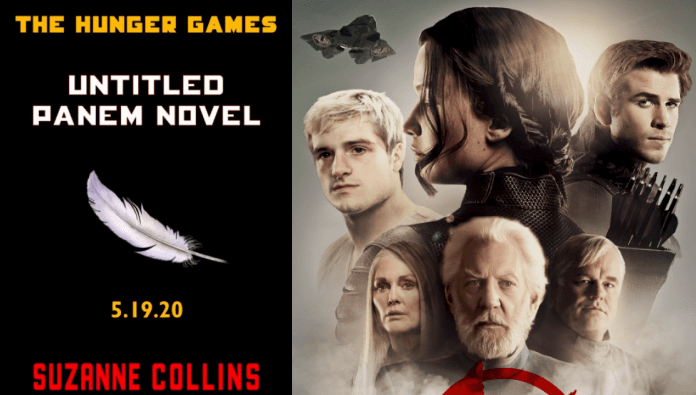 THE HUNGER GAMES
UNTITLED
PANEM NOVEL
5.19.20
SUZANNE COLLINS